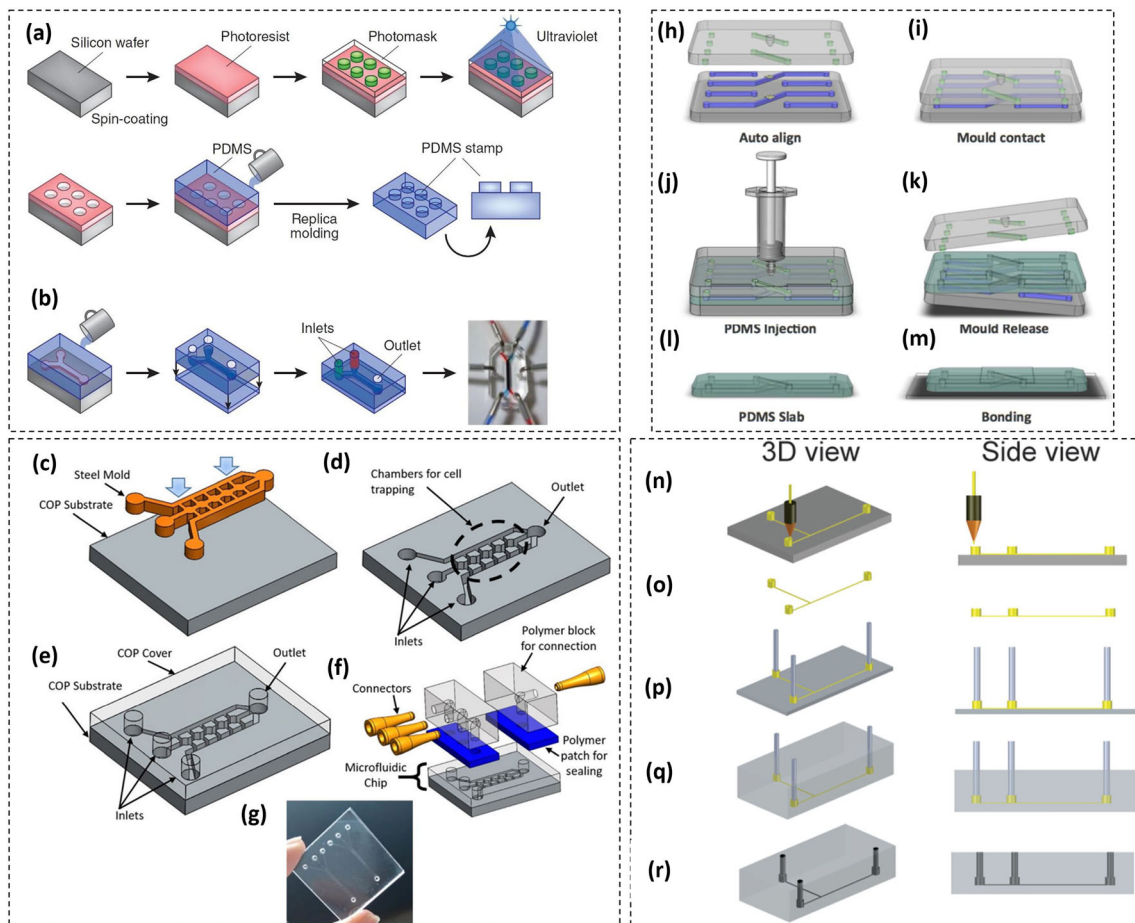 (a)
Silicon wafer
Photoresist
Photomask
Ultraviolet
Spin-coating
PDMS
PDMS stamp
Replica
molding
(b)
Inlets
Outlet
(h)
(i)
Auto align
Mould contact
(j)
(k)
PDMS Injection
Mould Release
(l)
(m)
PDMS Slab
Bonding
(c)
Steel Mold
COP Substrate
(d)
Chambers for cell
trapping
Outlet
Inlets
(e)
COP Cover
COP Substrate
Outlet
Inlets
(f)
Polymer block
for connection
Connectors
Polymer
patch for
sealing
Microfluidic
Chip
(g)
3D view
Side view
(n)
(o)
(p)
(q)
(r)